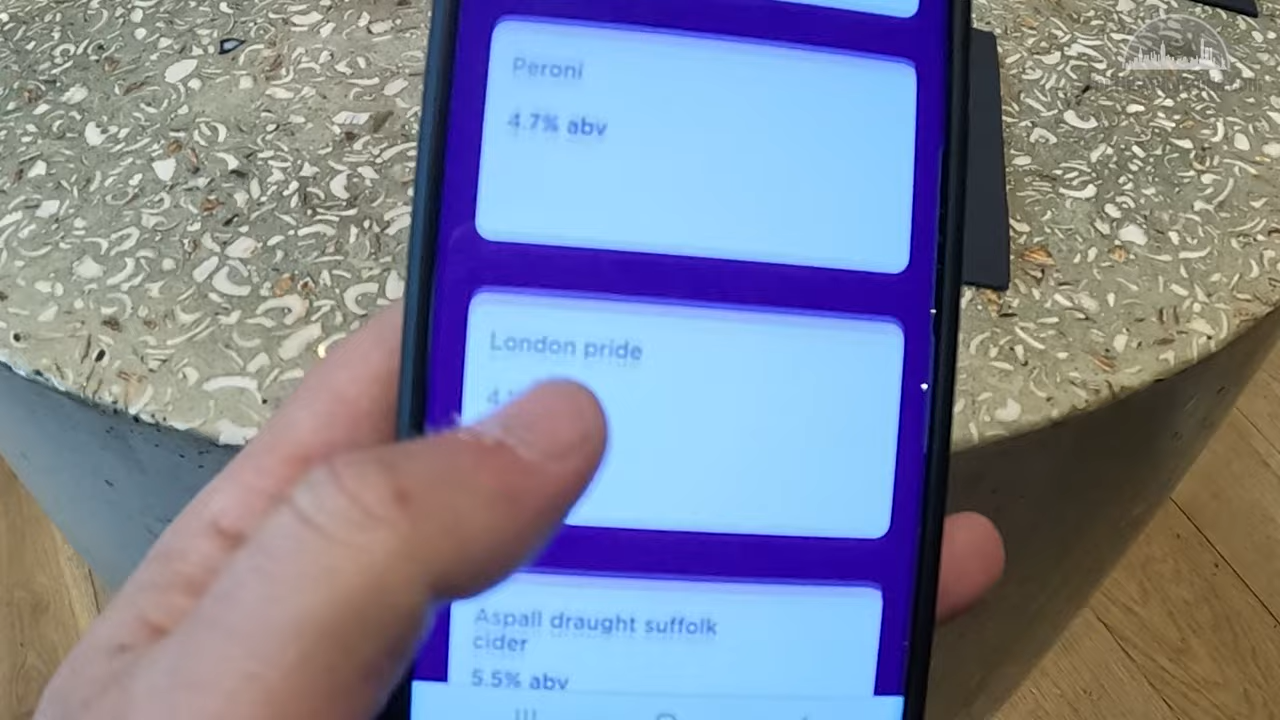 Peroni
4.7% abv
London pride
Aspall draught suffolk
cider
5.5% abv